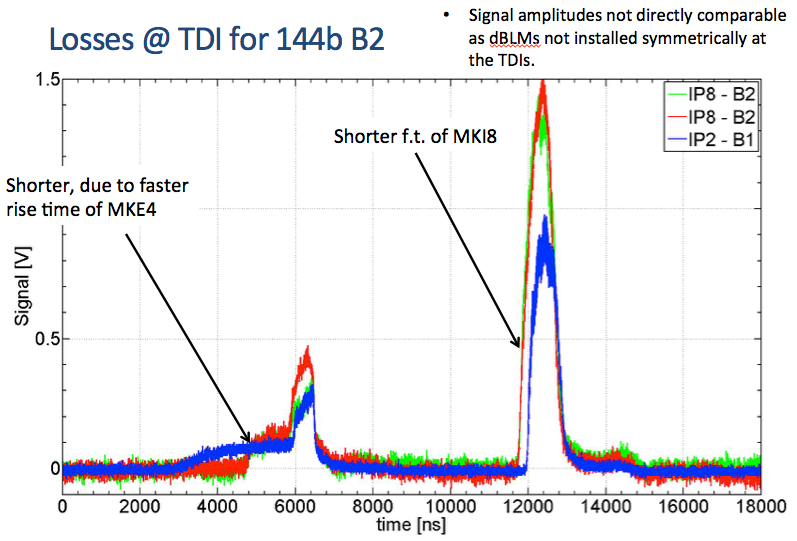 Losses @ TDI for 144b B2
• Signal amplitudes not directly comparable
as dBLMs not installed symmetrically at
the TDIs.
1.5
IP8 - B2
IP8 - B2
IP2 - B1
Shorter f.t. of MKI8
Shorter, due to faster
rise time of MKE4
Signal [V]
0.5
0
0 2000 4000 6000 8000 10000 12000 14000 16000 18000
time [ns]